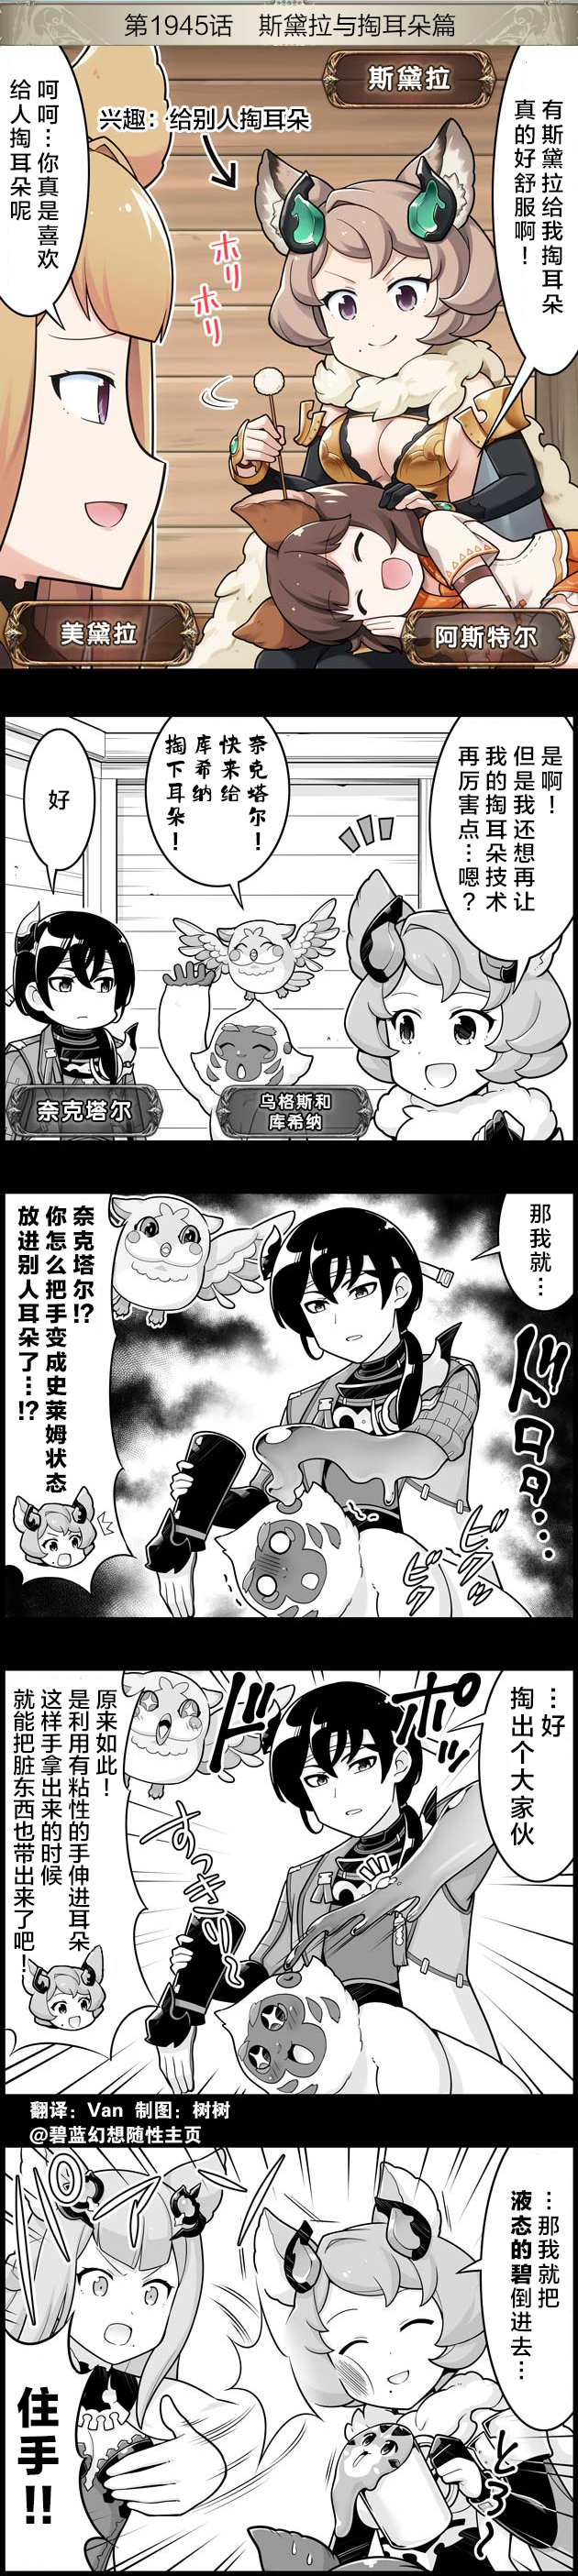 第1945话　斯黛拉与掏耳朵篇
斯黛拉
有斯黛拉给我掏耳朵
真的好舒服啊！
兴趣：给别人掏耳朵
呵呵…你真是喜欢
给人掏耳朵呢
ホリ
ホリ
美黛拉
阿斯特尔
是啊！
但是我还想再让
我的掏耳朵技术
再厉害点…嗯？
奈克塔尔！
快来给
库希纳
掏下耳朵！
好
奈克塔尔
乌格斯和
库希纳
那我就…
ドロロ…
奈克塔尔!?
你怎么把手变成史莱姆状态
放进别人耳朵了…!?
ビクッ
ビクッ
…好
掏出个大家伙
ポ
ドッ
原来如此！
是利用有粘性的手伸进耳朵
这样手拿出来的时候
就能把脏东西也带出来了吧！
すっきり〜
翻译：Van 制图：树树
@碧蓝幻想随性主页
…那我就把
液态的碧倒进去…
住手!!
とろ〜